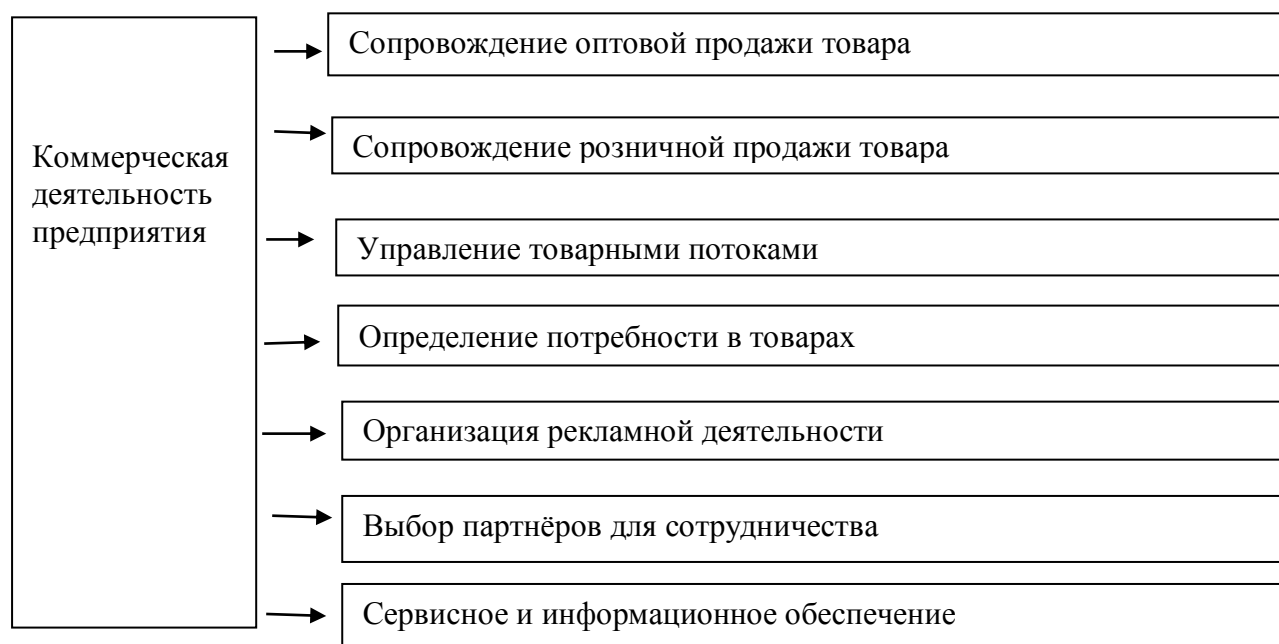 Коммерческая
деятельность
предприятия
Сопровождение оптовой продажи товара
Сопровождение розничной продажи товара
Управление товарными потоками
Определение потребности в товарах
Организация рекламной деятельности
Выбор партнёров для сотрудничества
Сервисное и информационное обеспечение